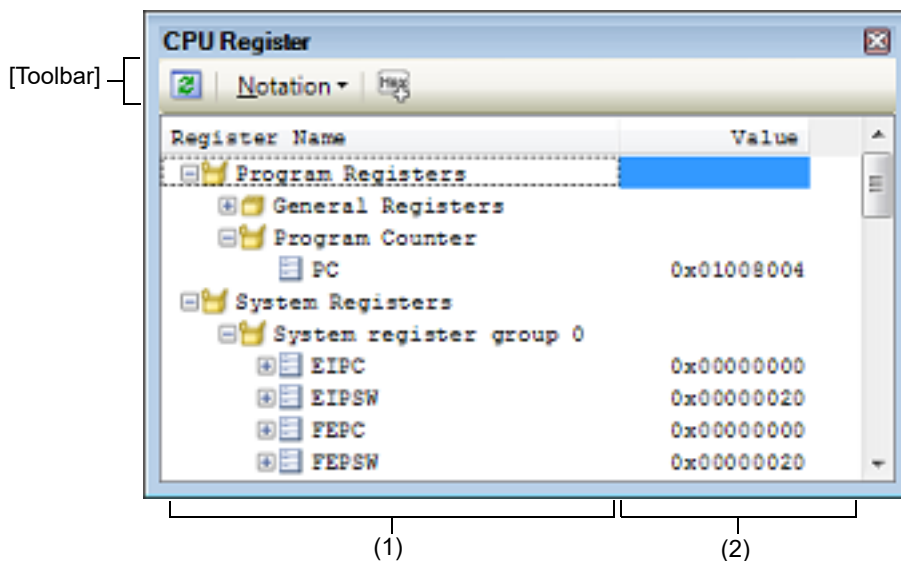 CPU Register
[Toolbar]
Notation
Hex
Register Name Value
Program Registers
General Registers
Program Counter
PC 0x01008004
System Registers
System register group 0
EIPC 0x00000000
EIPSW 0x00000020
FEPC 0x00000000
FEPSW 0x00000020
(1) (2)